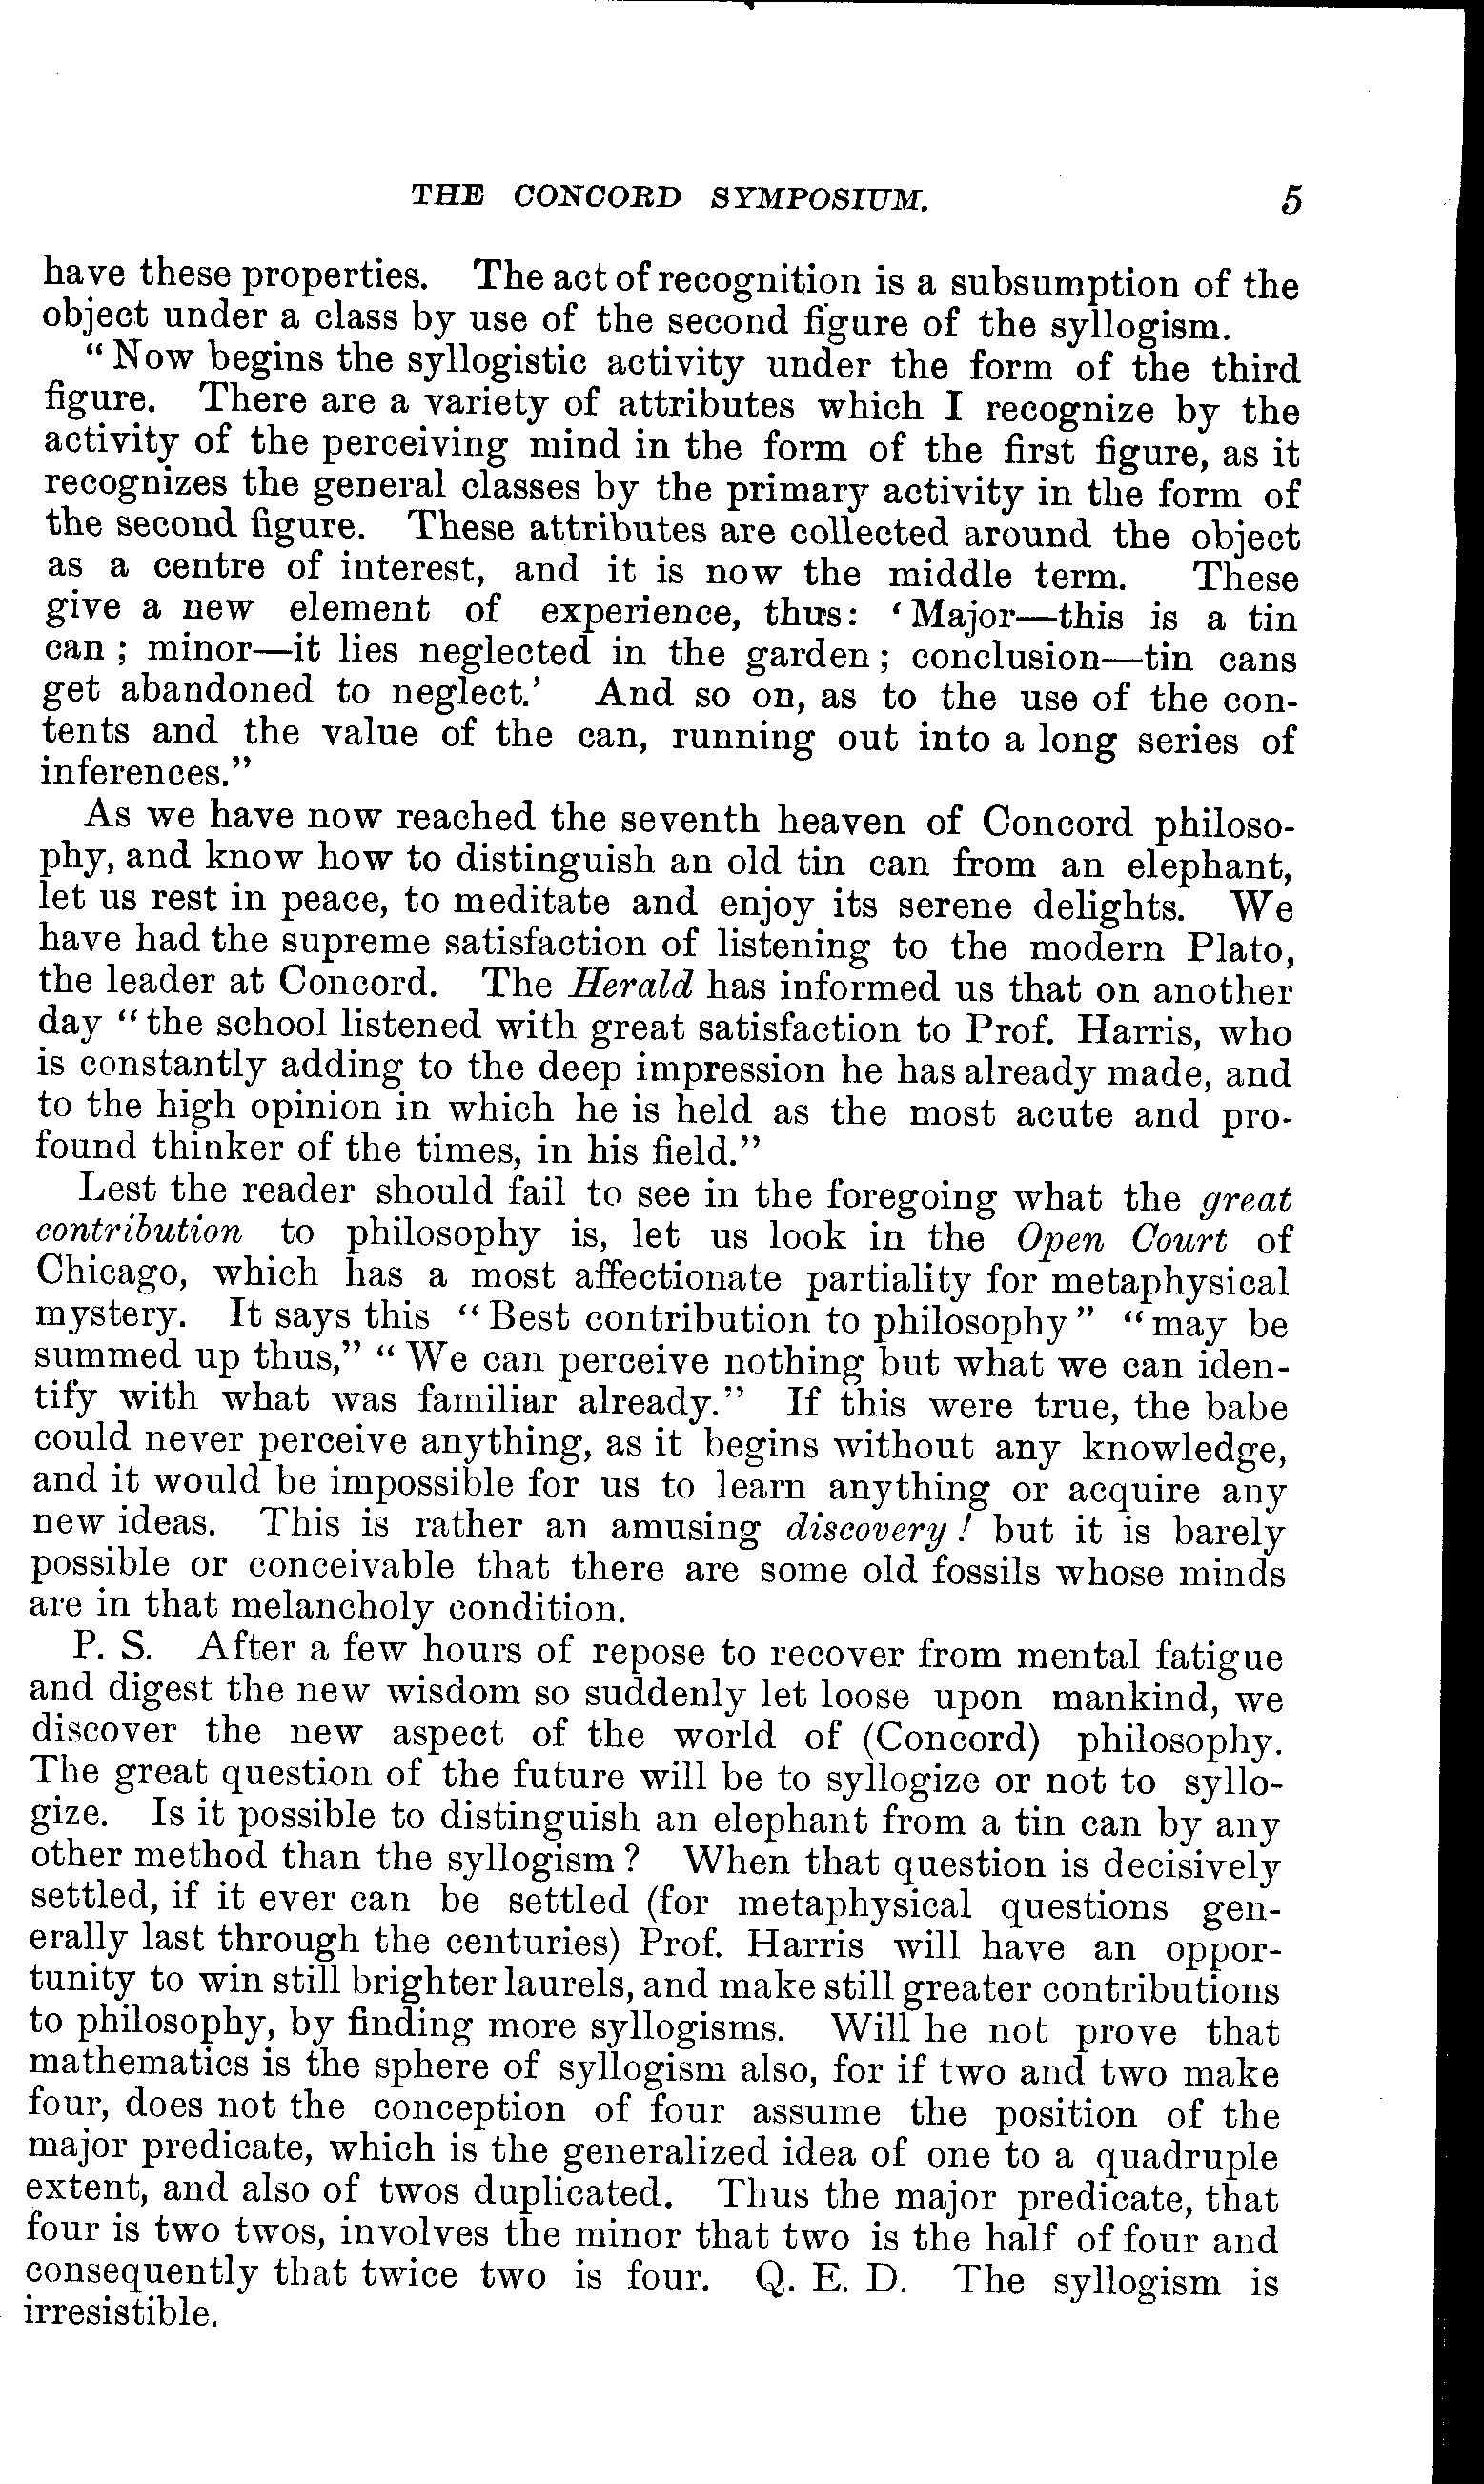 THE CONCORD SYMPOSIUM. 5
have these properties. The act of recognition is a subsumption of the
object under a class by use of the second figure of the syllogism.
"Now begins the syllogistic activity under the form of the third
figure. There are a variety of attributes which I recognize by the
activity of the perceiving mind in the form of the first figure, as it
recognizes the general classes by the primary activity in the form of
the second figure. These attributes are collected around the object
as a centre of interest, and it is now the middle term. These
give a new element of experience, thus: 'Major—this is a tin
can; minor—it lies neglected in the garden; conclusion—tin cans
get abandoned to neglect.' And so on, as to the use of the con-
tents and the value of the can, running out into a long series of
inferences."
As we have now reached the seventh heaven of Concord philoso-
phy, and know how to distinguish an old tin can from an elephant,
let us rest in peace, to meditate and enjoy its serene delights. We
have had the supreme satisfaction of listening to the modern Plato,
the leader at Concord. The Herald has informed us that on another
day "the school listened with great satisfaction to Prof. Harris, who
is constantly adding to the deep impression he has already made, and
to the high opinion in which he is held as the most acute and pro-
found thinker of the times, in his field."
Lest the reader should fail to see in the foregoing what the great
contribution to philosophy is, let us look in the Open Court of
Chicago, which has a most affectionate partiality for metaphysical
mystery. It says this "Best contribution to philosophy" "may be
summed up thus," "We can perceive nothing but what we can iden-
tify with what was familiar already." If this were true, the babe
could never perceive anything, as it begins without any knowledge,
and it would be impossible for us to learn anything or acquire any
new ideas. This is rather an amusing discovery! but it is barely
possible or conceivable that there are some old fossils whose minds
are in that melancholy condition.
P. S. After a few hours of repose to recover from mental fatigue
and digest the new wisdom so suddenly let loose upon mankind, we
discover the new aspect of the world of (Concord) philosophy.
The great question of the future will be to syllogize or not to syllo-
gize. Is it possible to distinguish an elephant from a tin can by any
other method than the syllogism? When that question is decisively
settled, if it ever can be settled (for metaphysical questions gen-
erally last through the centuries) Prof. Harris will have an oppor-
tunity to win still brighter laurels, and make still greater contributions
to philosophy, by finding more syllogisms. Will he not prove that
mathematics is the sphere of syllogism also, for if two and two make
four, does not the conception of four assume the position of the
major predicate, which is the generalized idea of one to a quadruple
extent, and also of twos duplicated. Thus the major predicate, that
four is two twos, involves the minor that two is the half of four and
consequently that twice two is four. Q. E. D. The syllogism is
irresistible.